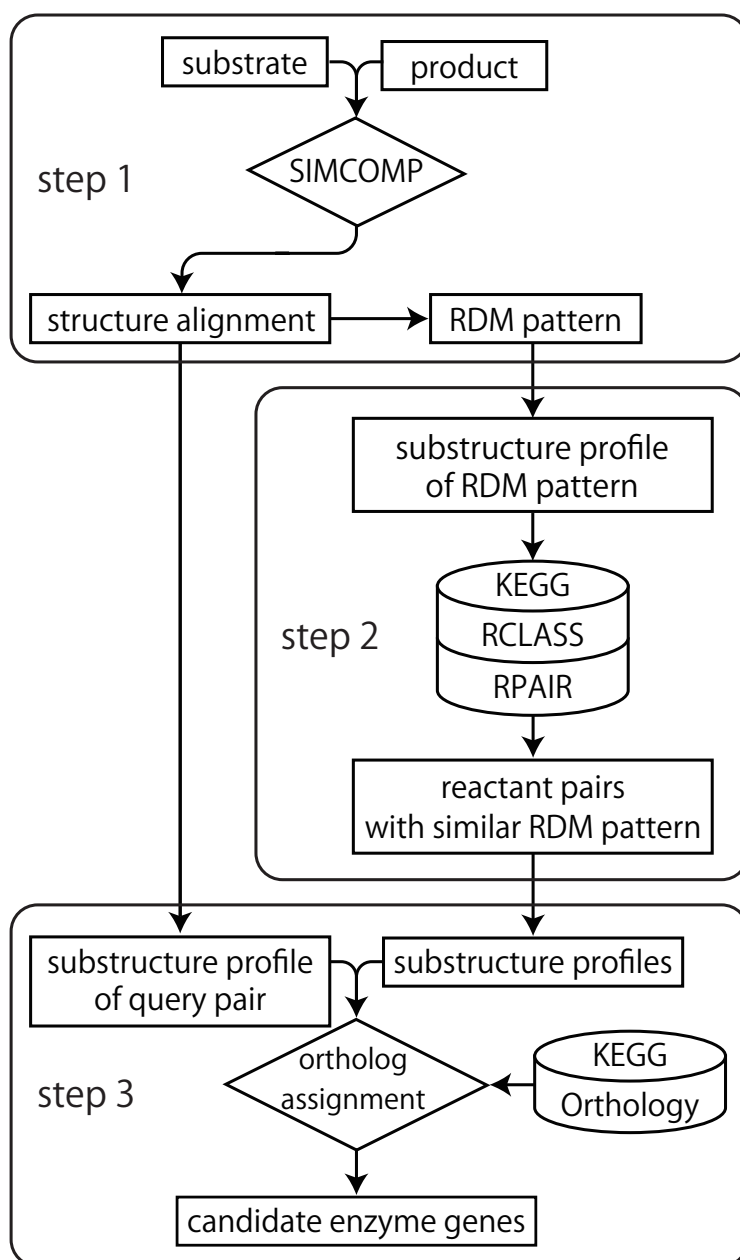 substrate
product
SIMCOMP
step 1
structure alignment
RDM pattern
substructure profile
of RDM pattern
KEGG
RCLASS
RPAIR
step 2
reactant pairs
with similar RDM pattern
substructure profile
of query pair
substructure profiles
ortholog
assignment
KEGG
Orthology
step 3
candidate enzyme genes